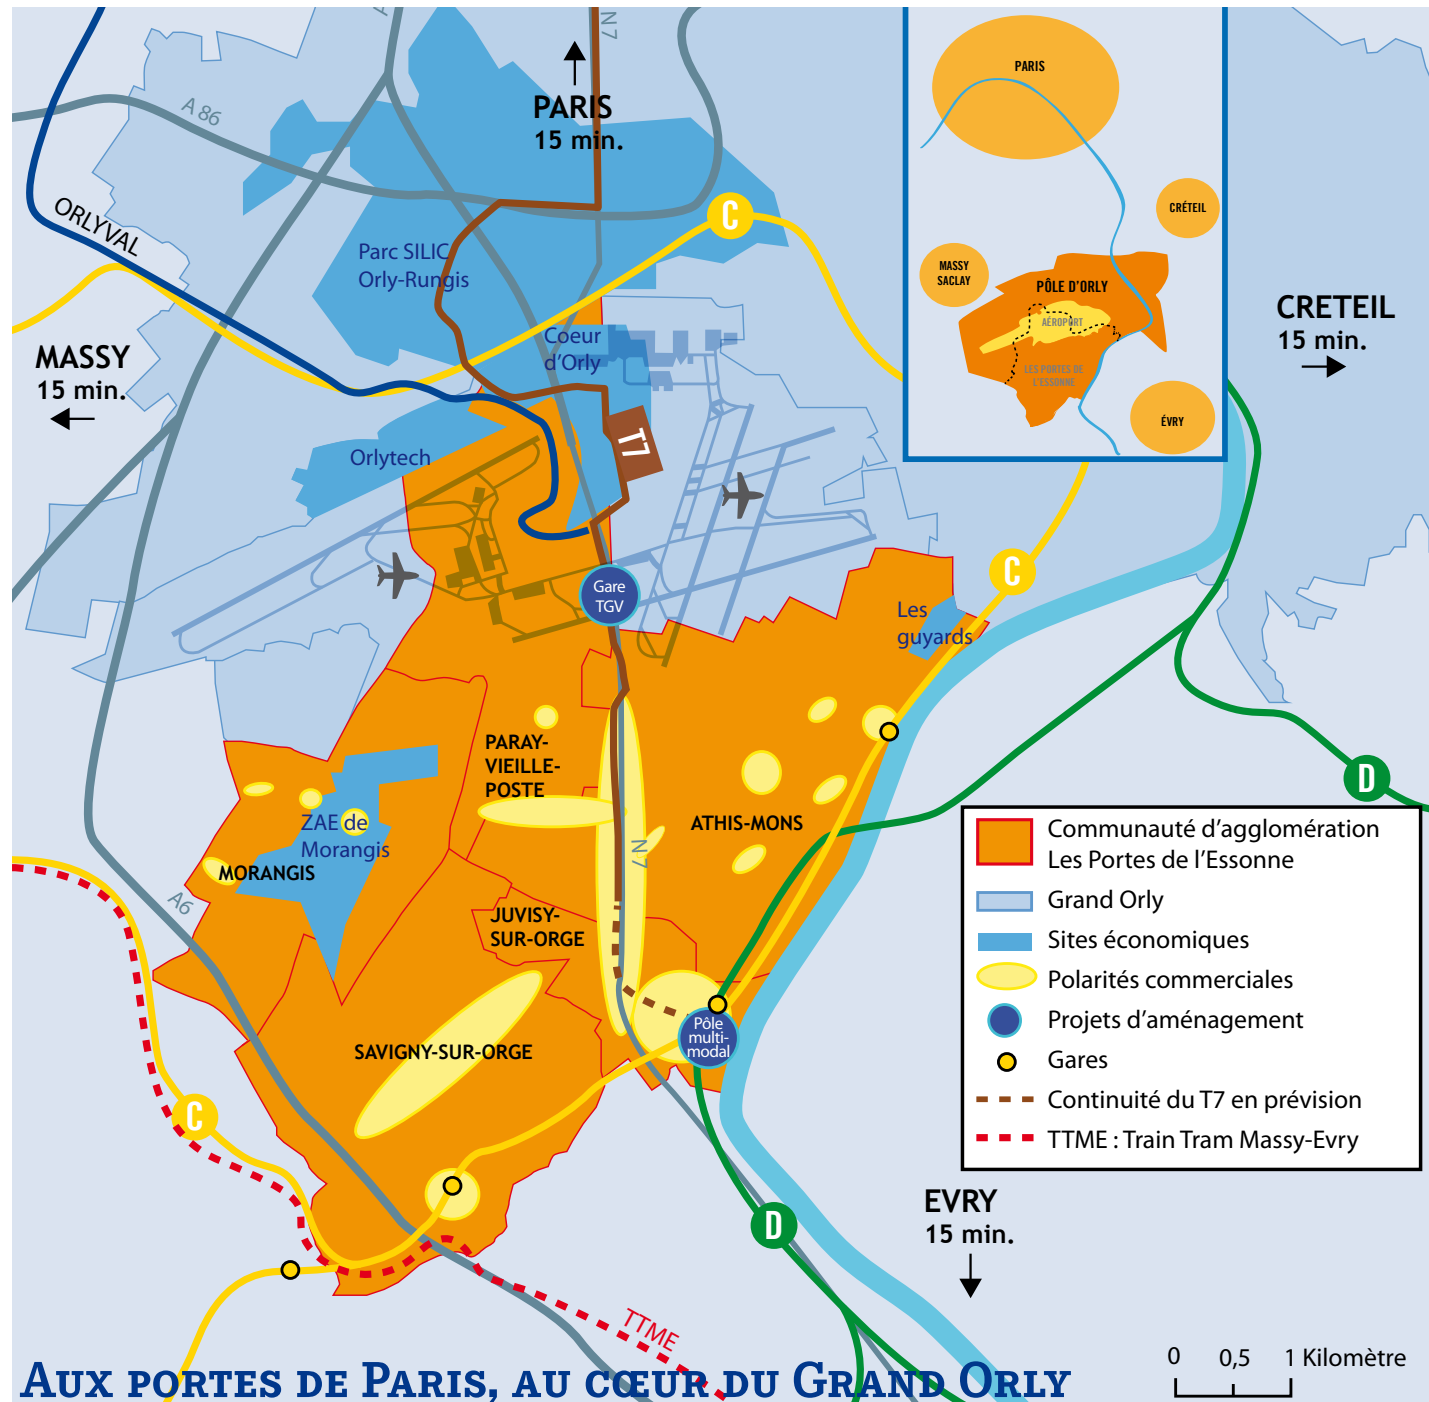 N 7
A 86
PARIS
15 min.
ORLYVAL
C
Parc SILIC
Orly-Rungis
Coeur
d'Orly
MASSY
15 min.
Orlytech
T7
Gare
TGV
C
Les
guyards
PARIS
CRÉTEIL
MASSY
SACLAY
PÔLE D'ORLY
AÉROPORT
LES PORTES DE
L'ESSONNE
ÉVRY
CRETEIL
15 min.
PARAY-
VIEILLE-
POSTE
ZAE de
Morangis
MORANGIS
ATHIS-MONS
N 7
A6
JUVISY-
SUR-ORGE
SAVIGNY-SUR-ORGE
Pôle
multi-
modal
C
D
D
Communauté d'agglomération
Les Portes de l'Essonne
Grand Orly
Sites économiques
Polarités commerciales
Projets d'aménagement
Gares
Continuité du T7 en prévision
TTME : Train Tram Massy-Evry
EVRY
15 min.
TTME
0 0,5 1 Kilomètre
AUX PORTES DE PARIS, AU CŒUR DU GRAND ORLY